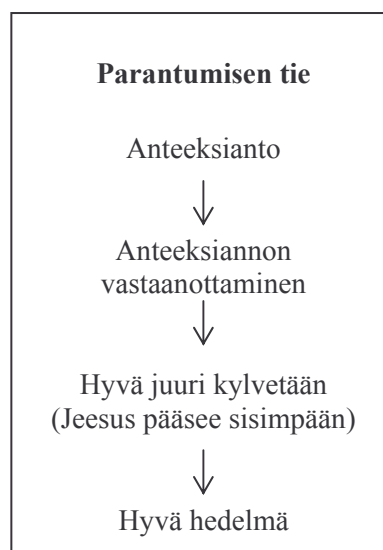 Parantumisen tie
Anteeksianto
Anteeksiannon
vastaanottaminen
Hyvä juuri kylvetään
(Jeesus pääsee sisimpään)
Hyvä hedelmä